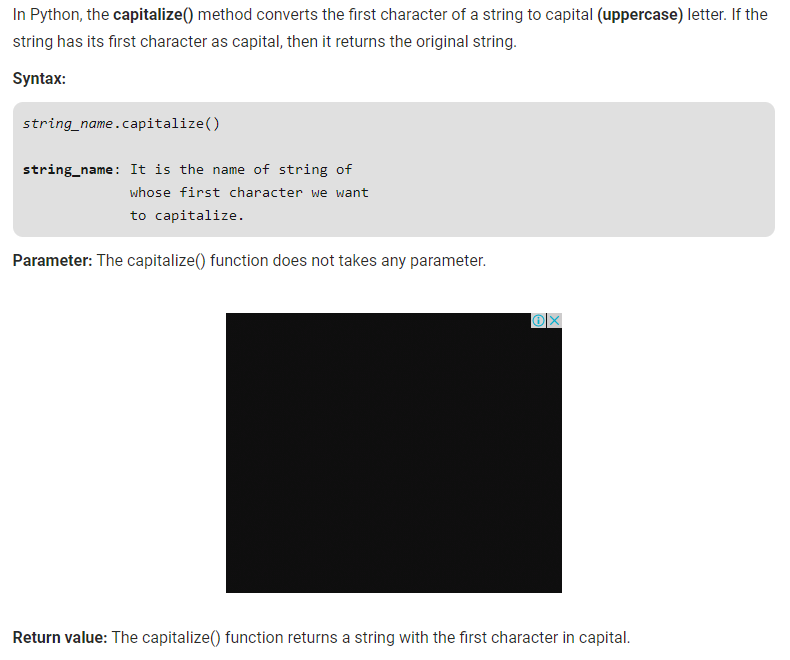 In Python, the capitalize() method converts the first character of a string to capital (uppercase) letter. If the
string has its first character as capital, then it returns the original string.
Syntax:
string_name.capitalize()
string_name: It is the name of string of
whose first character we want
to capitalize.
Parameter: The capitalize() function does not takes any parameter.
Return value: The capitalize() function returns a string with the first character in capital.